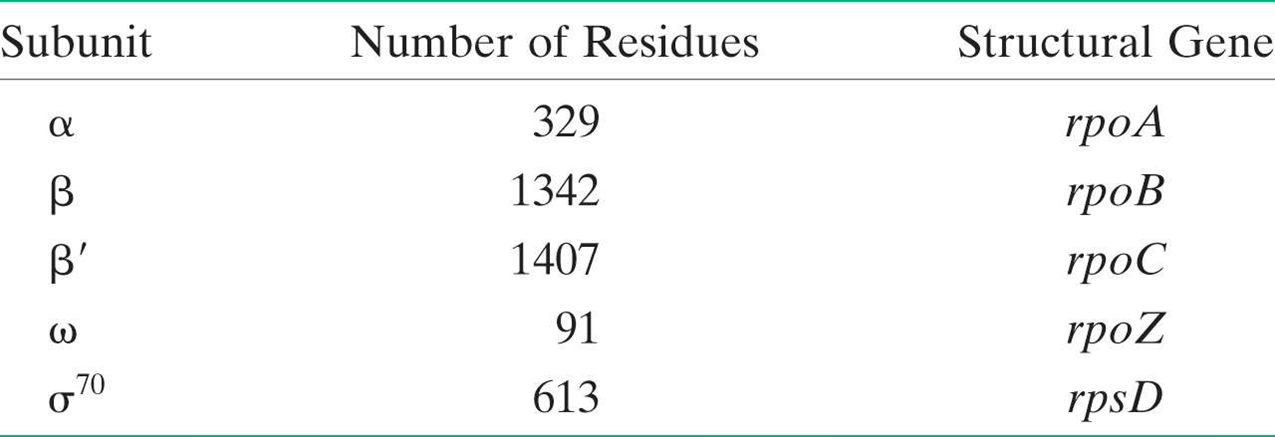 Subunit Number of Residues Structural Gene
α 329 rpoA
β 1342 rpoB
β′ 1407 rpoC
ω 91 rpoZ
σ⁷⁰ 613 rpsD